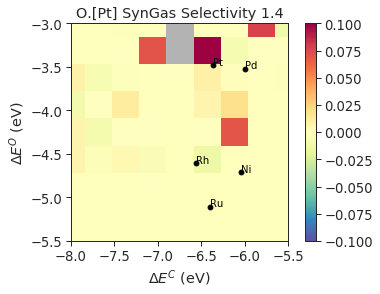 O.[Pt] SynGas Selectivity 1.4
−3.0
−3.5
−4.0
−4.5
−5.0
−5.5
ΔE^O (eV)
Pt
Pd
Rh
Ni
Ru
−8.0 −7.5 −7.0 −6.5 −6.0 −5.5
ΔE^C (eV)
0.100
0.075
0.050
0.025
0.000
−0.025
−0.050
−0.075
−0.100